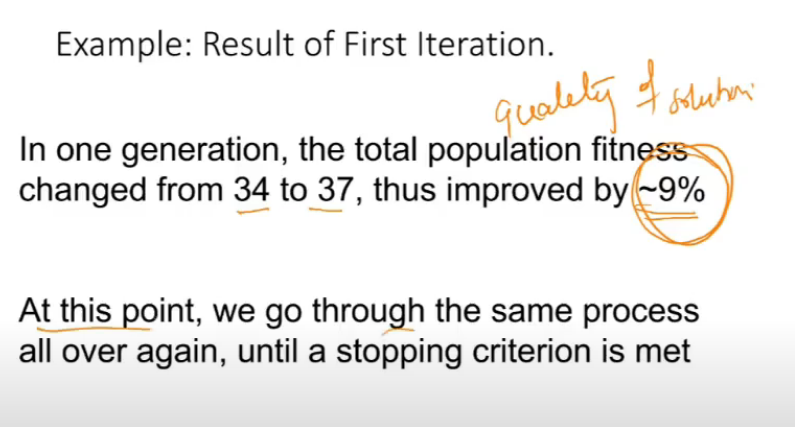 Example: Result of First Iteration.
quality of solution.
In one generation, the total population fitness
changed from 34 to 37, thus improved by ~9%
At this point, we go through the same process
all over again, until a stopping criterion is met